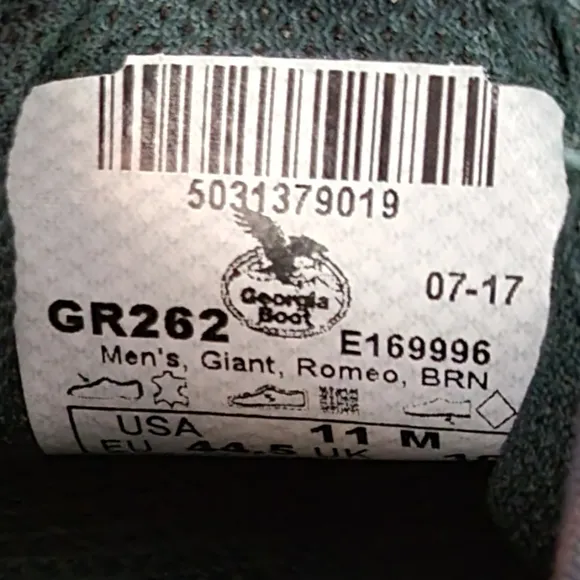 5031379019
Georgia
Boot
07-17
GR262
E169996
Men's, Giant, Romeo, BRN
USA 11 M
EU 44.5 UK